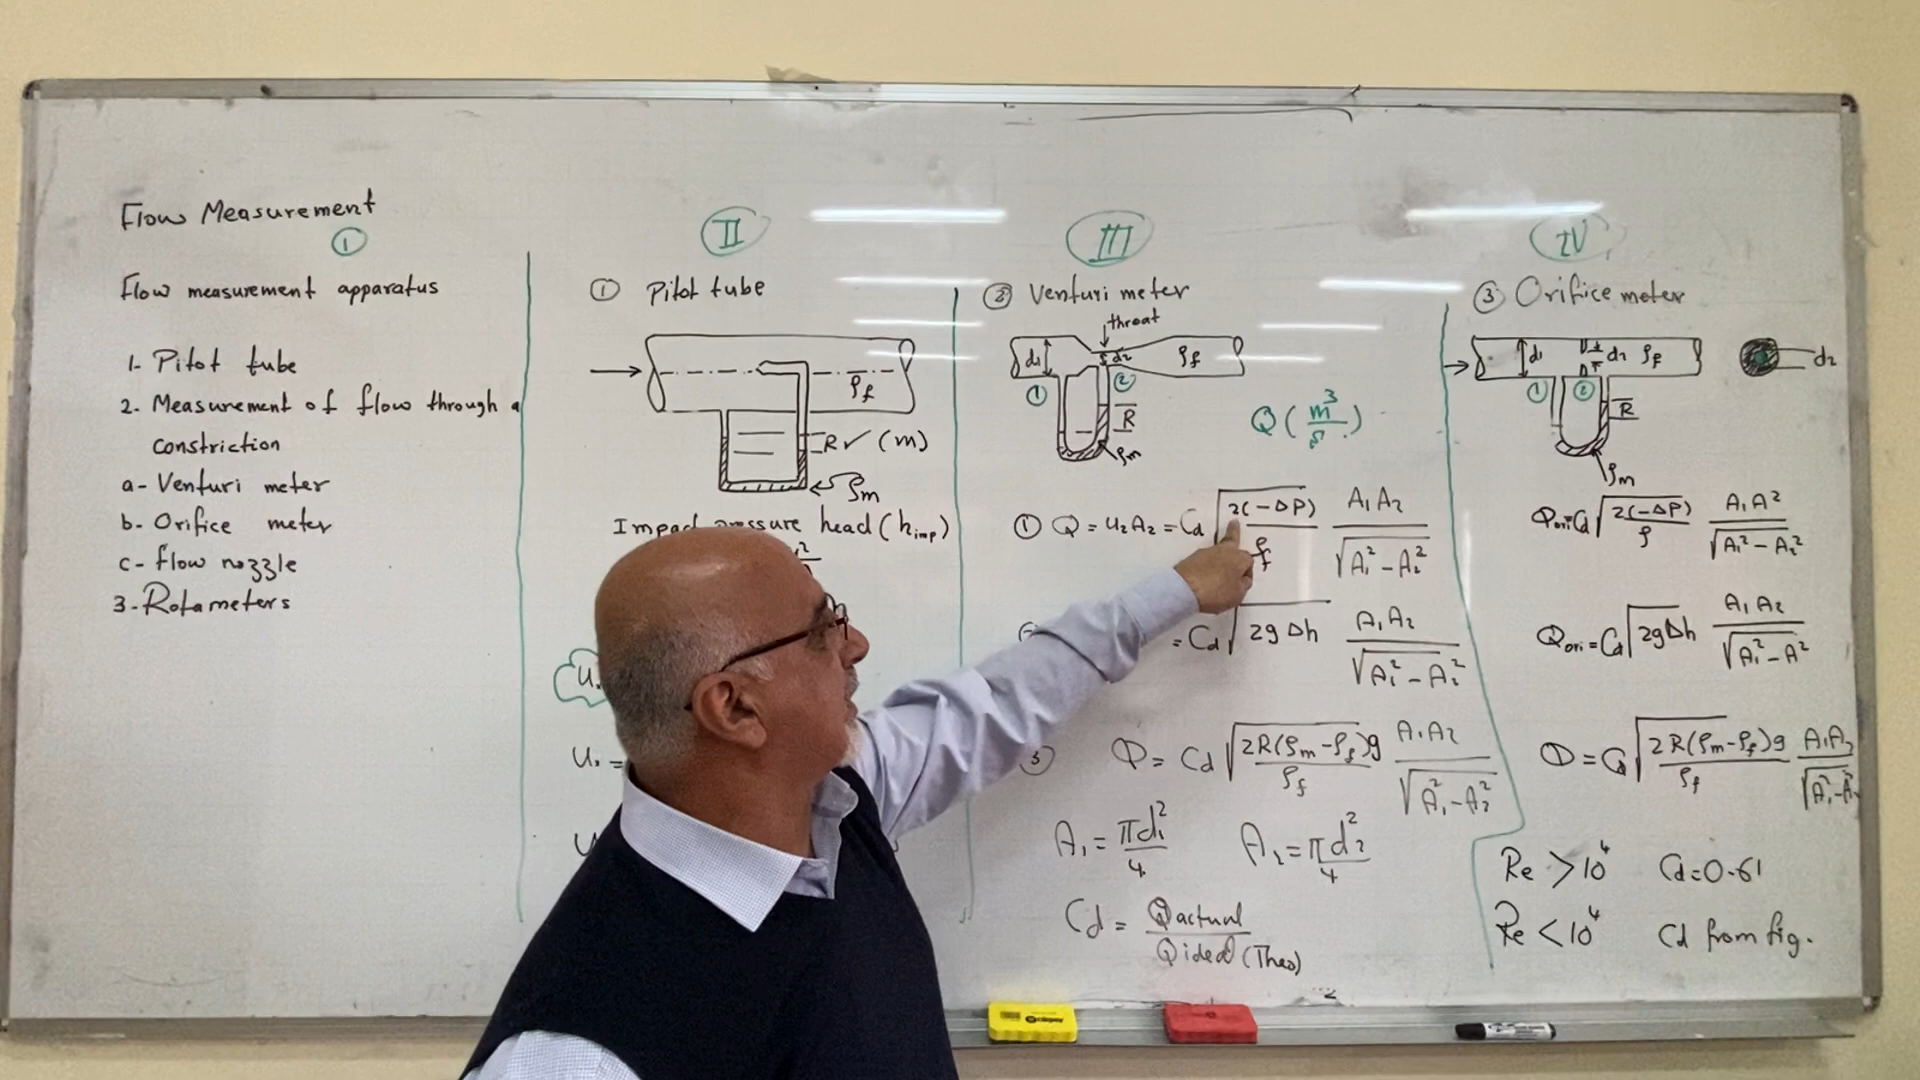 Flow Measurement
①
Flow measurement apparatus
1- Pitot tube
2- Measurement of flow through a
constriction
a- Venturi meter
b- Orifice meter
c- flow nozzle
3- Rotameters
II
① Pitot tube
ρf
R✓ (m)
ρm
Impact pressure head (h_imp)
U₁ =
III
② Venturi meter
throat
d₁ d₂ ρf
① ②
R
ρm
Q (m³/s.)
① Q = u₂A₂ = Cd √(2(-ΔP)/ρf) A₁A₂/√(A₁² - A₂²)
= Cd √(2gΔh) A₁A₂/√(A₁² - A₂²)
③ Q = Cd √(2R(ρm - ρf)g/ρf) A₁A₂/√(A₁² - A₂²)
A₁ = πd₁²/4 A₂ = πd₂²/4
Cd = Qactual/Qideal (Theo)
IV
③ Orifice meter
d₁ d₂ ρf d₂
① ②
R
ρm
Qori = Cd √(2(-ΔP)/ρ) A₁A²/√(A₁² - A₂²)
Qori = Cd √(2gΔh) A₁A₂/√(A₁² - A²)
Q = Cd √(2R(ρm - ρf)g/ρf) A₁A₂/√(A₁² - A₂
Re > 10⁴ Cd = 0.61
Re < 10⁴ Cd from fig.